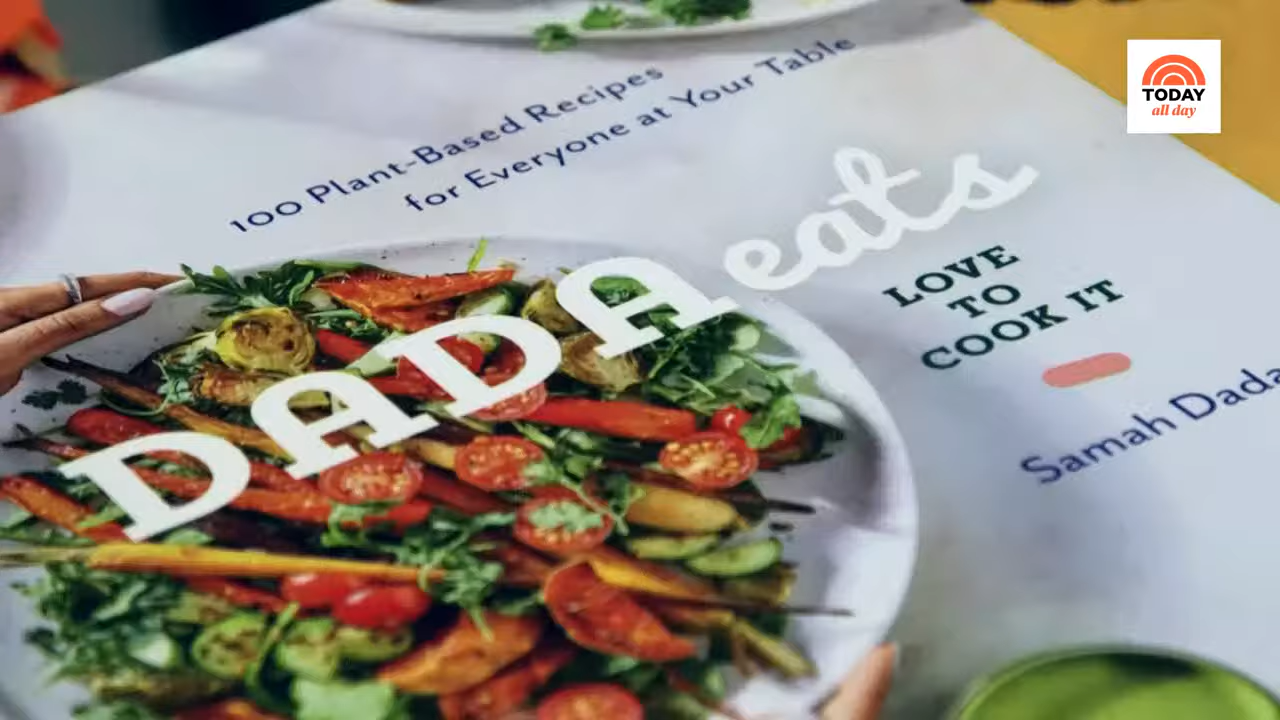 100 Plant-Based Recipes
for Everyone at Your Table
DADA eats
LOVE
TO
COOK IT
Samah Dada
TODAY
all day